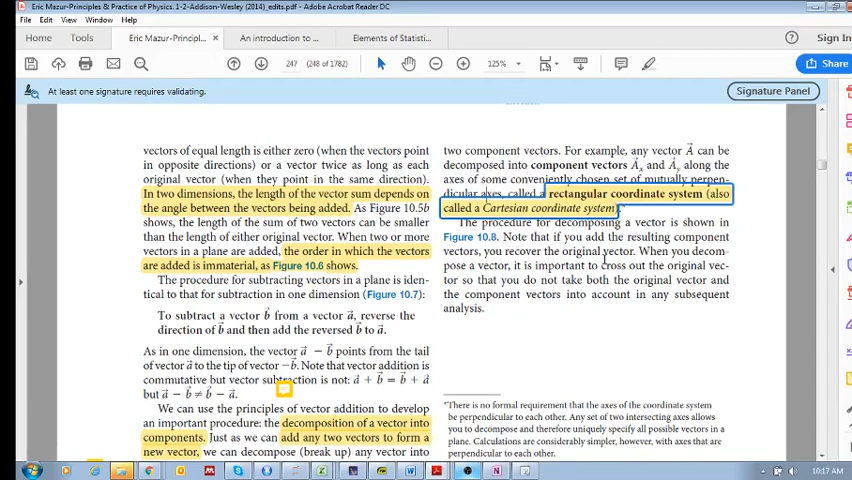 Eric Mazur-Principles & Practice of Physics. 1-2-Addison-Wesley (2014)_edits.pdf - Adobe Acrobat Reader DC
File Edit View Window Help
Home Tools Eric Mazur-Principl... × An introduction to ... Elements of Statisti... Sign In
247 (248 of 1782) 125% Share
At least one signature requires validating. Signature Panel
vectors of equal length is either zero (when the vectors point
in opposite directions) or a vector twice as long as each
original vector (when they point in the same direction).
In two dimensions, the length of the vector sum depends on
the angle between the vectors being added. As Figure 10.5b
shows, the length of the sum of two vectors can be smaller
than the length of either original vector. When two or more
vectors in a plane are added, the order in which the vectors
are added is immaterial, as Figure 10.6 shows.
The procedure for subtracting vectors in a plane is iden-
tical to that for subtraction in one dimension (Figure 10.7):
To subtract a vector b⃗ from a vector a⃗, reverse the
direction of b⃗ and then add the reversed b⃗ to a⃗.
As in one dimension, the vector a⃗ − b⃗ points from the tail
of vector a⃗ to the tip of vector −b⃗. Note that vector addition is
commutative but vector subtraction is not: a⃗ + b⃗ = b⃗ + a⃗
but a⃗ − b⃗ ≠ b⃗ − a⃗.
We can use the principles of vector addition to develop
an important procedure: the decomposition of a vector into
components. Just as we can add any two vectors to form a
new vector, we can decompose (break up) any vector into
two component vectors. For example, any vector A⃗ can be
decomposed into component vectors A⃗x and A⃗y along the
axes of some conveniently chosen set of mutually perpen-
dicular axes, called a rectangular coordinate system (also
called a Cartesian coordinate system).*
The procedure for decomposing a vector is shown in
Figure 10.8. Note that if you add the resulting component
vectors, you recover the original vector. When you decom-
pose a vector, it is important to cross out the original vec-
tor so that you do not take both the original vector and
the component vectors into account in any subsequent
analysis.
*There is no formal requirement that the axes of the coordinate system
be perpendicular to each other. Any set of two intersecting axes allows
you to decompose and therefore uniquely specify all possible vectors in a
plane. Calculations are considerably simpler, however, with axes that are
perpendicular to each other.
10:17 AM